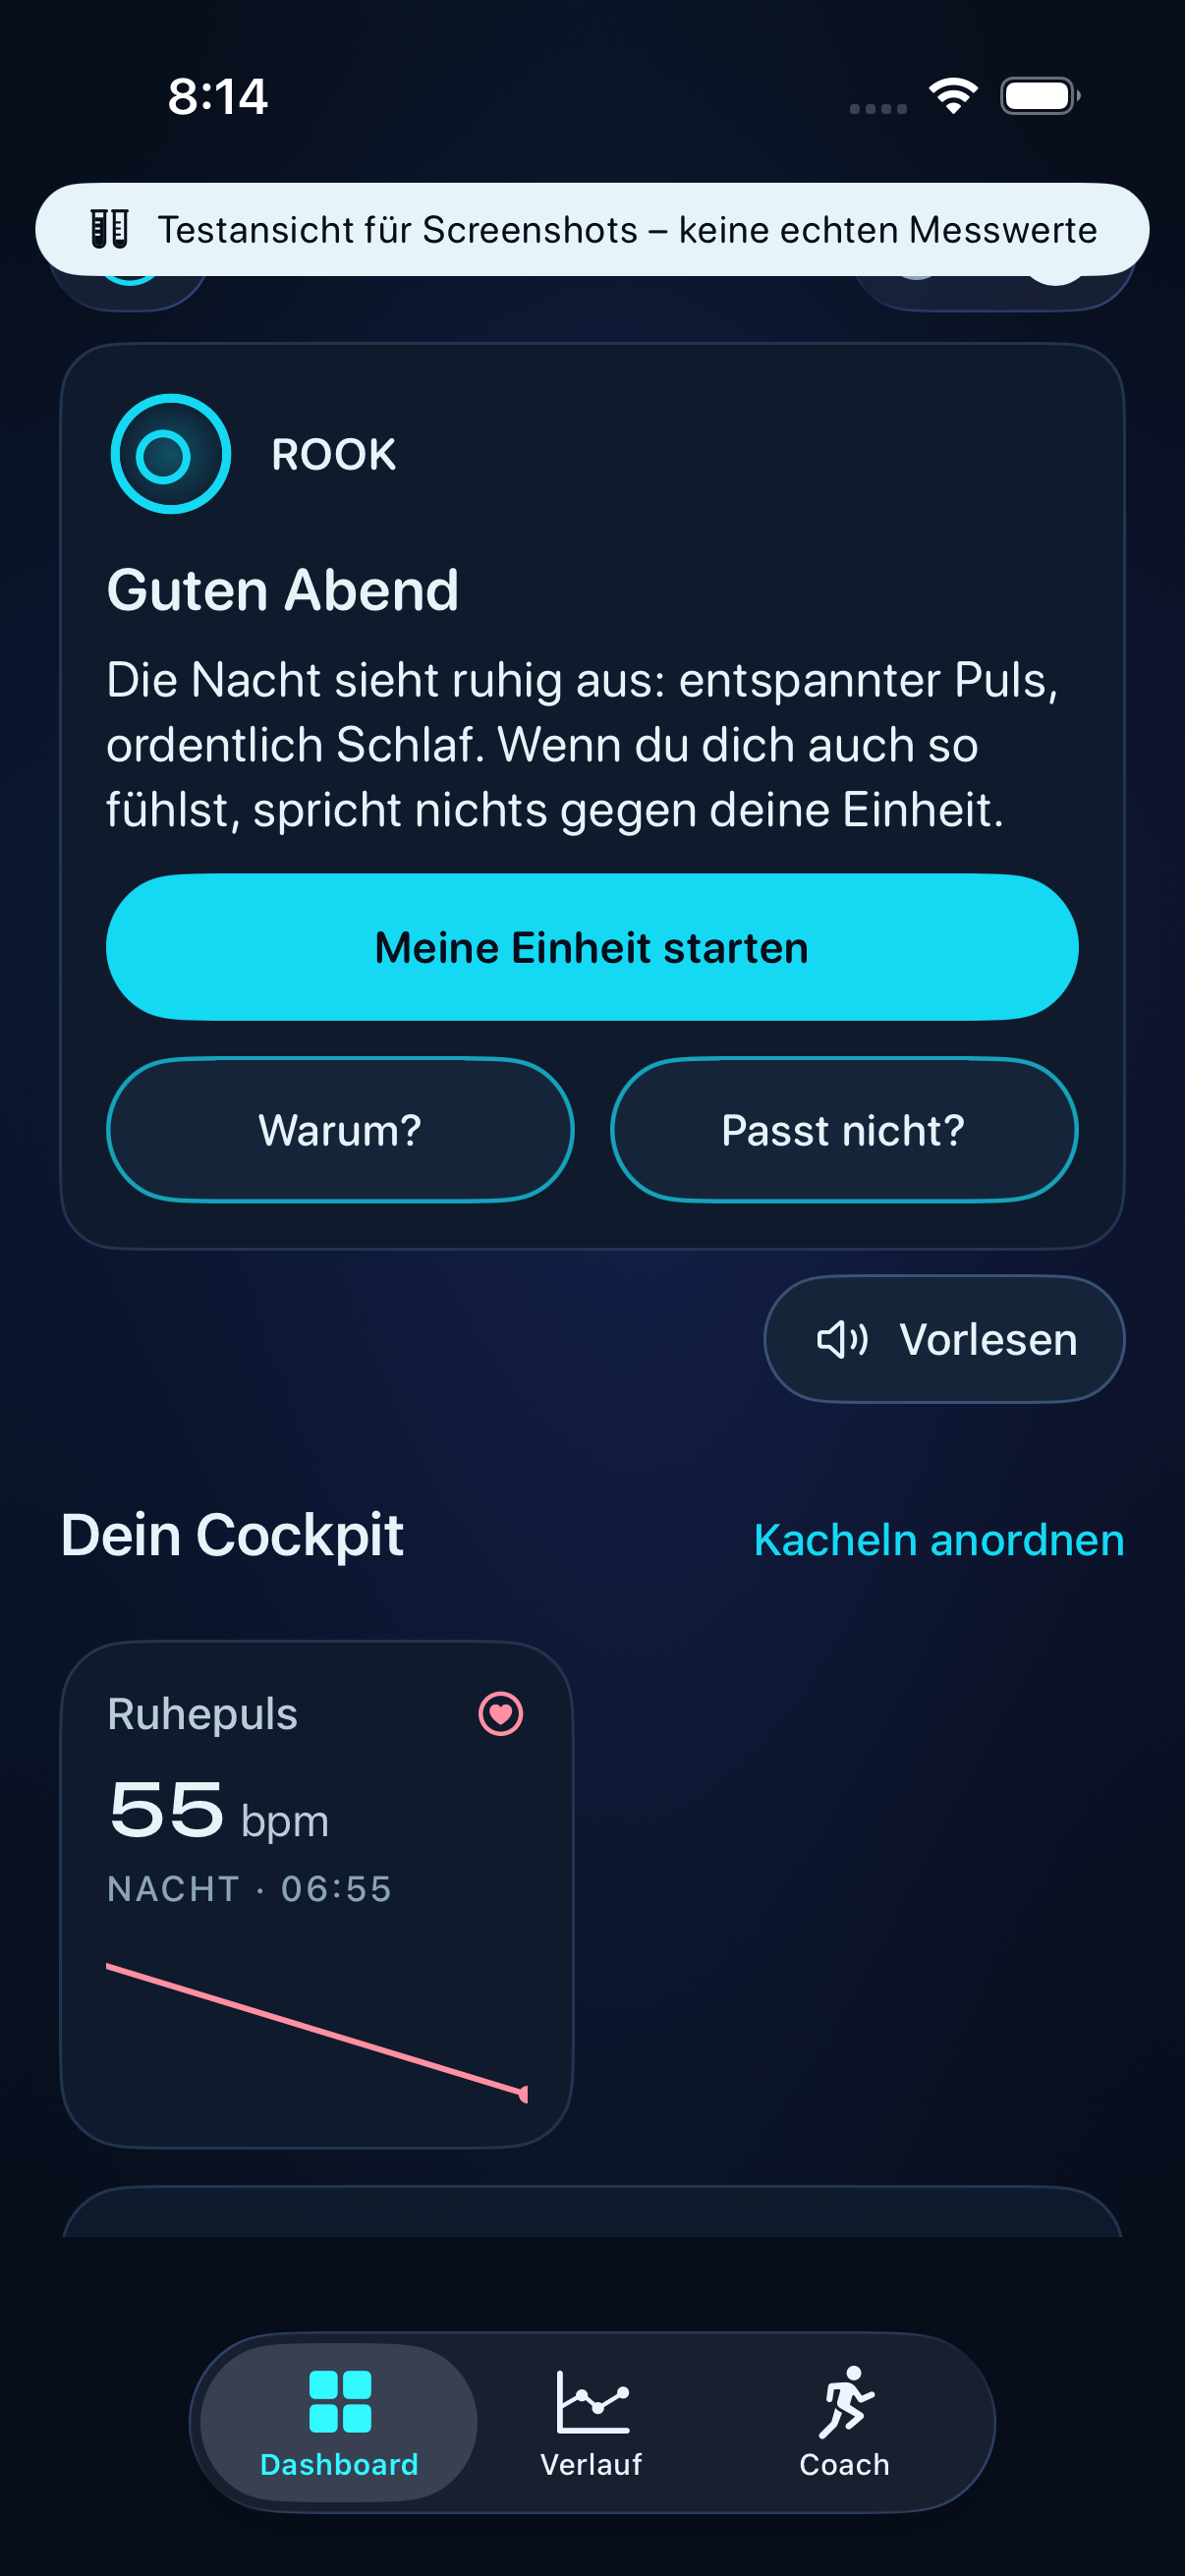 8:14
Testansicht für Screenshots – keine echten Messwerte
ROOK
Guten Abend
Die Nacht sieht ruhig aus: entspannter Puls,
ordentlich Schlaf. Wenn du dich auch so
fühlst, spricht nichts gegen deine Einheit.
Meine Einheit starten
Warum?
Passt nicht?
Vorlesen
Dein Cockpit
Kacheln anordnen
Ruhepuls
55 bpm
NACHT · 06:55
Dashboard
Verlauf
Coach